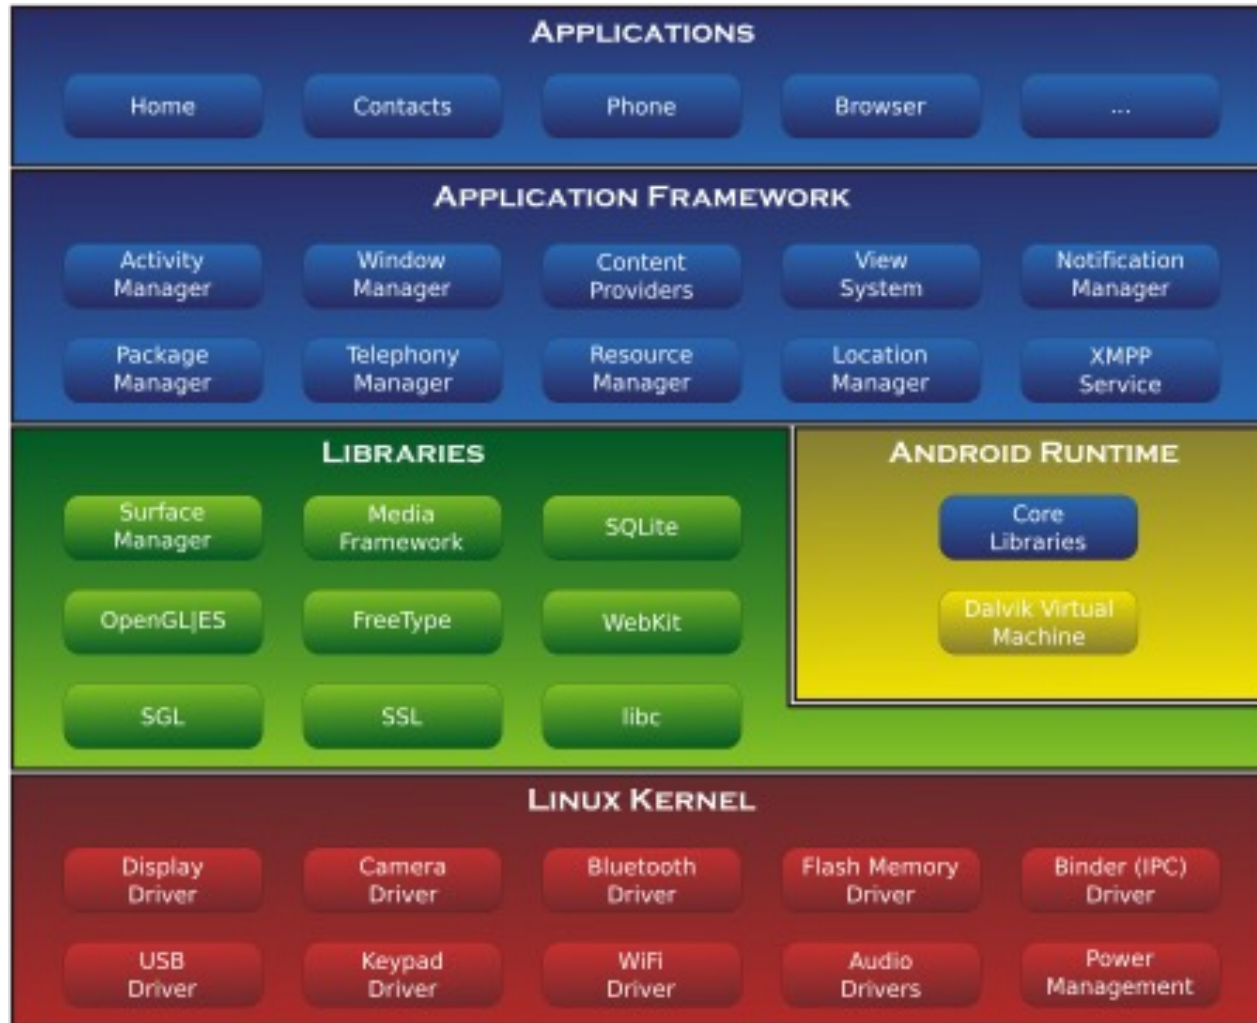 APPLICATIONS
Home
Contacts
Phone
Browser
...
APPLICATION FRAMEWORK
Activity
Manager
Window
Manager
Content
Providers
View
System
Notification
Manager
Package
Manager
Telephony
Manager
Resource
Manager
Location
Manager
XMPP
Service
LIBRARIES
Surface
Manager
Media
Framework
SQLite
OpenGL|ES
FreeType
WebKit
SGL
SSL
libc
ANDROID RUNTIME
Core
Libraries
Dalvik Virtual
Machine
LINUX KERNEL
Display
Driver
Camera
Driver
Bluetooth
Driver
Flash Memory
Driver
Binder (IPC)
Driver
USB
Driver
Keypad
Driver
WiFi
Driver
Audio
Drivers
Power
Management